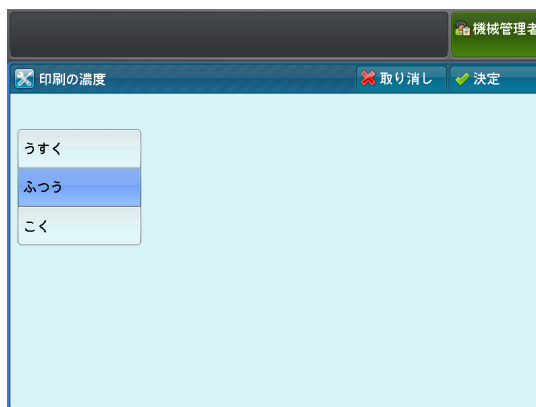 機械管理者
印刷の濃度
取り消し
決定
うすく
ふつう
こく